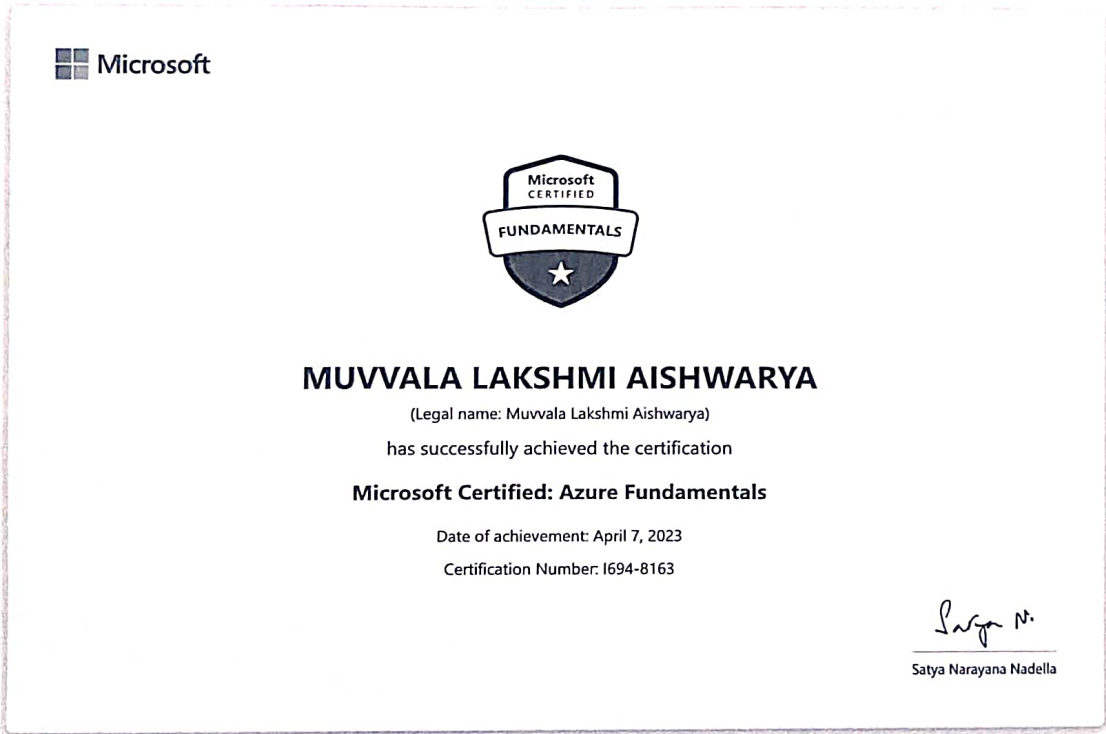 Microsoft
Microsoft
CERTIFIED
FUNDAMENTALS
MUVVALA LAKSHMI AISHWARYA
(Legal name: Muvvala Lakshmi Aishwarya)
has successfully achieved the certification
Microsoft Certified: Azure Fundamentals
Date of achievement: April 7, 2023
Certification Number: I694-8163
Satya N.
Satya Narayana Nadella